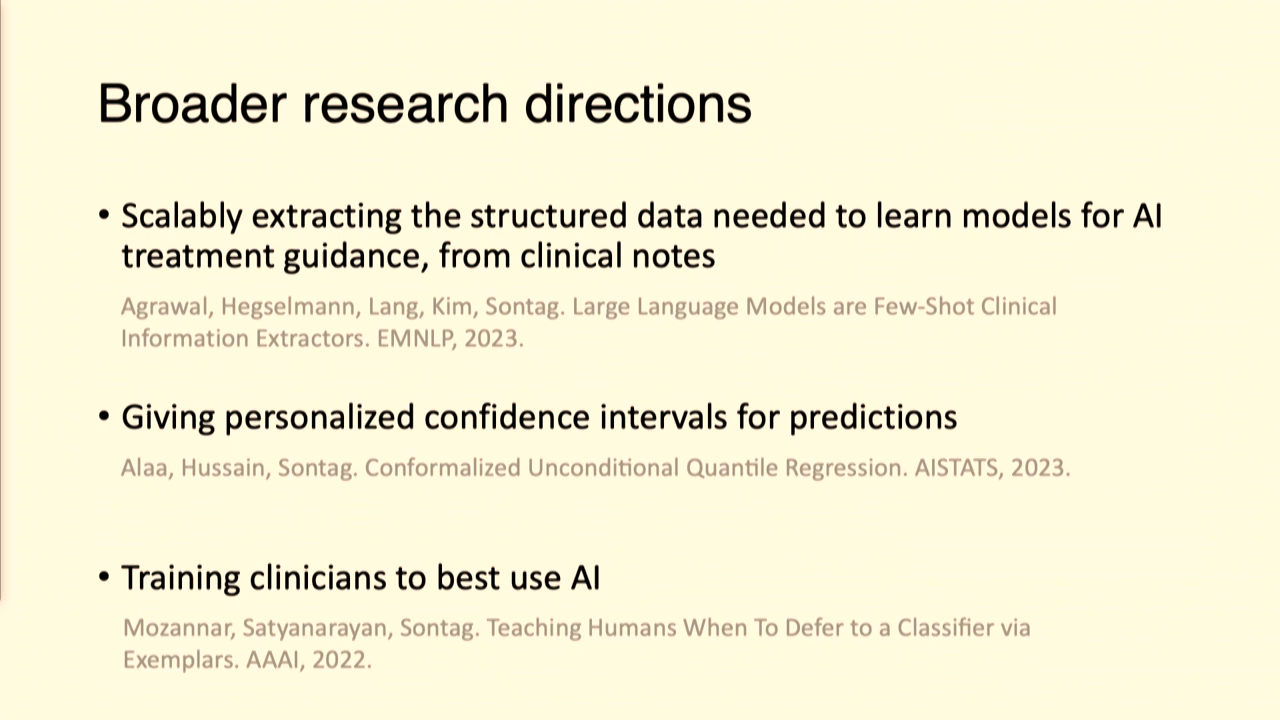 Broader research directions
• Scalably extracting the structured data needed to learn models for AI
treatment guidance, from clinical notes
Agrawal, Hegselmann, Lang, Kim, Sontag. Large Language Models are Few-Shot Clinical
Information Extractors. EMNLP, 2023.
• Giving personalized confidence intervals for predictions
Alaa, Hussain, Sontag. Conformalized Unconditional Quantile Regression. AISTATS, 2023.
• Training clinicians to best use AI
Mozannar, Satyanarayan, Sontag. Teaching Humans When To Defer to a Classifier via
Exemplars. AAAI, 2022.